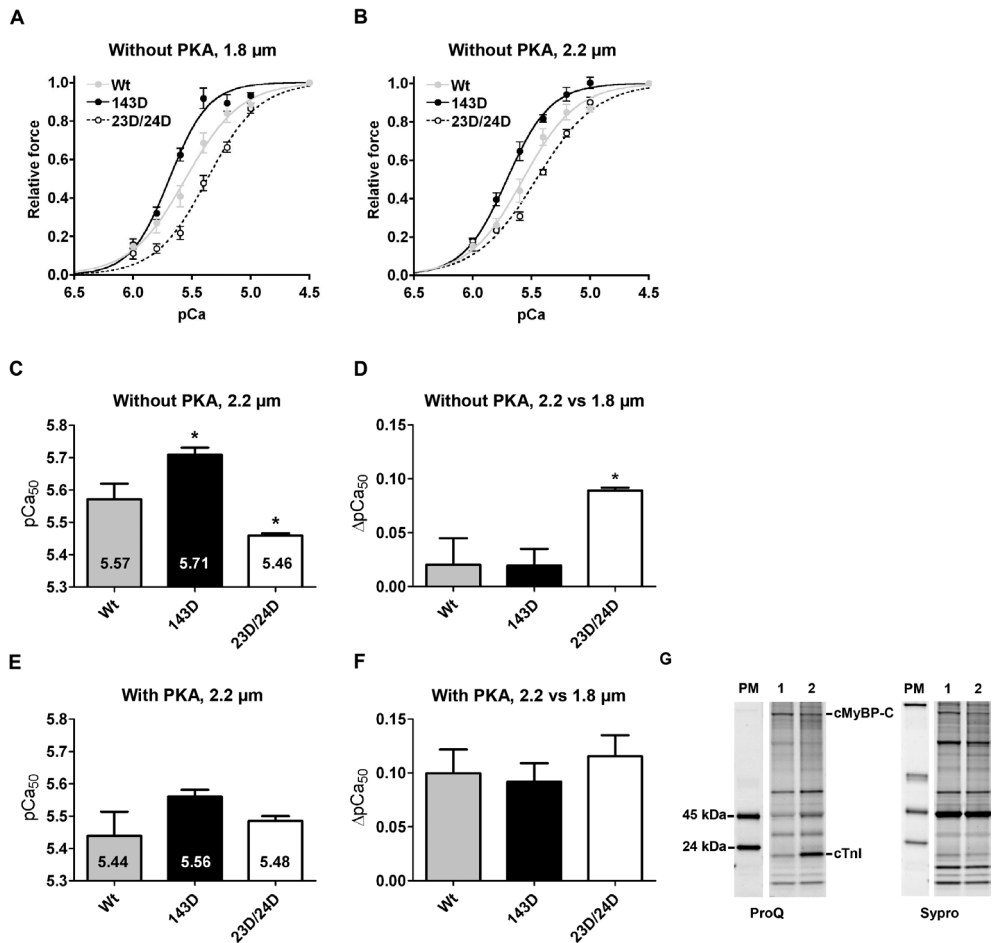 A
Without PKA, 1.8 µm
Wt
143D
23D/24D
Relative force
1.0
0.8
0.6
0.4
0.2
0.0
6.5 6.0 5.5 5.0 4.5
pCa
B
Without PKA, 2.2 µm
Wt
143D
23D/24D
Relative force
1.0
0.8
0.6
0.4
0.2
0.0
6.5 6.0 5.5 5.0 4.5
pCa
C
Without PKA, 2.2 µm
pCa50
5.8
5.7
5.6
5.5
5.4
5.3
* *
5.57 5.71 5.46
Wt 143D 23D/24D
D
Without PKA, 2.2 vs 1.8 µm
ΔpCa50
0.15
0.10
0.05
0.00
*
Wt 143D 23D/24D
E
With PKA, 2.2 µm
pCa50
5.8
5.7
5.6
5.5
5.4
5.3
5.44 5.56 5.48
Wt 143D 23D/24D
F
With PKA, 2.2 vs 1.8 µm
ΔpCa50
0.15
0.10
0.05
0.00
Wt 143D 23D/24D
G
PM 1 2
cMyBP-C
45 kDa
24 kDa
cTnI
ProQ
PM 1 2
Sypro